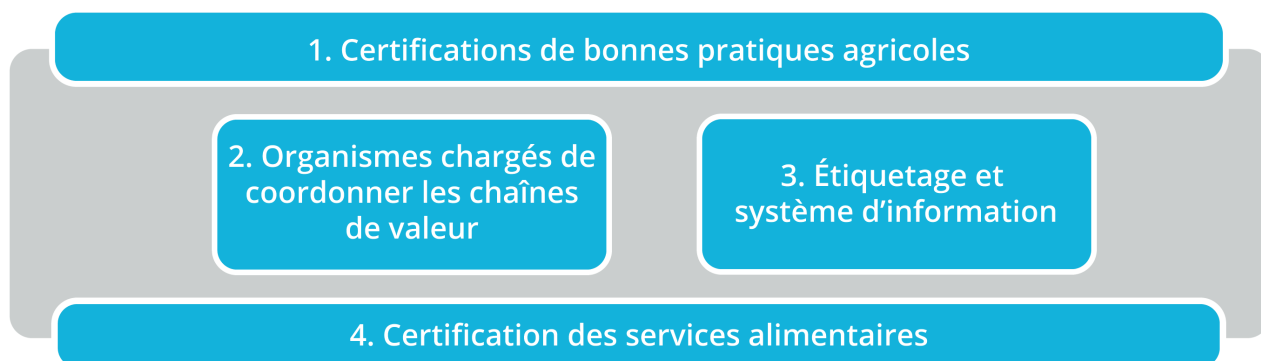 1. Certifications de bonnes pratiques agricoles
2. Organismes chargés de
coordonner les chaînes
de valeur
3. Étiquetage et
système d’information
4. Certification des services alimentaires